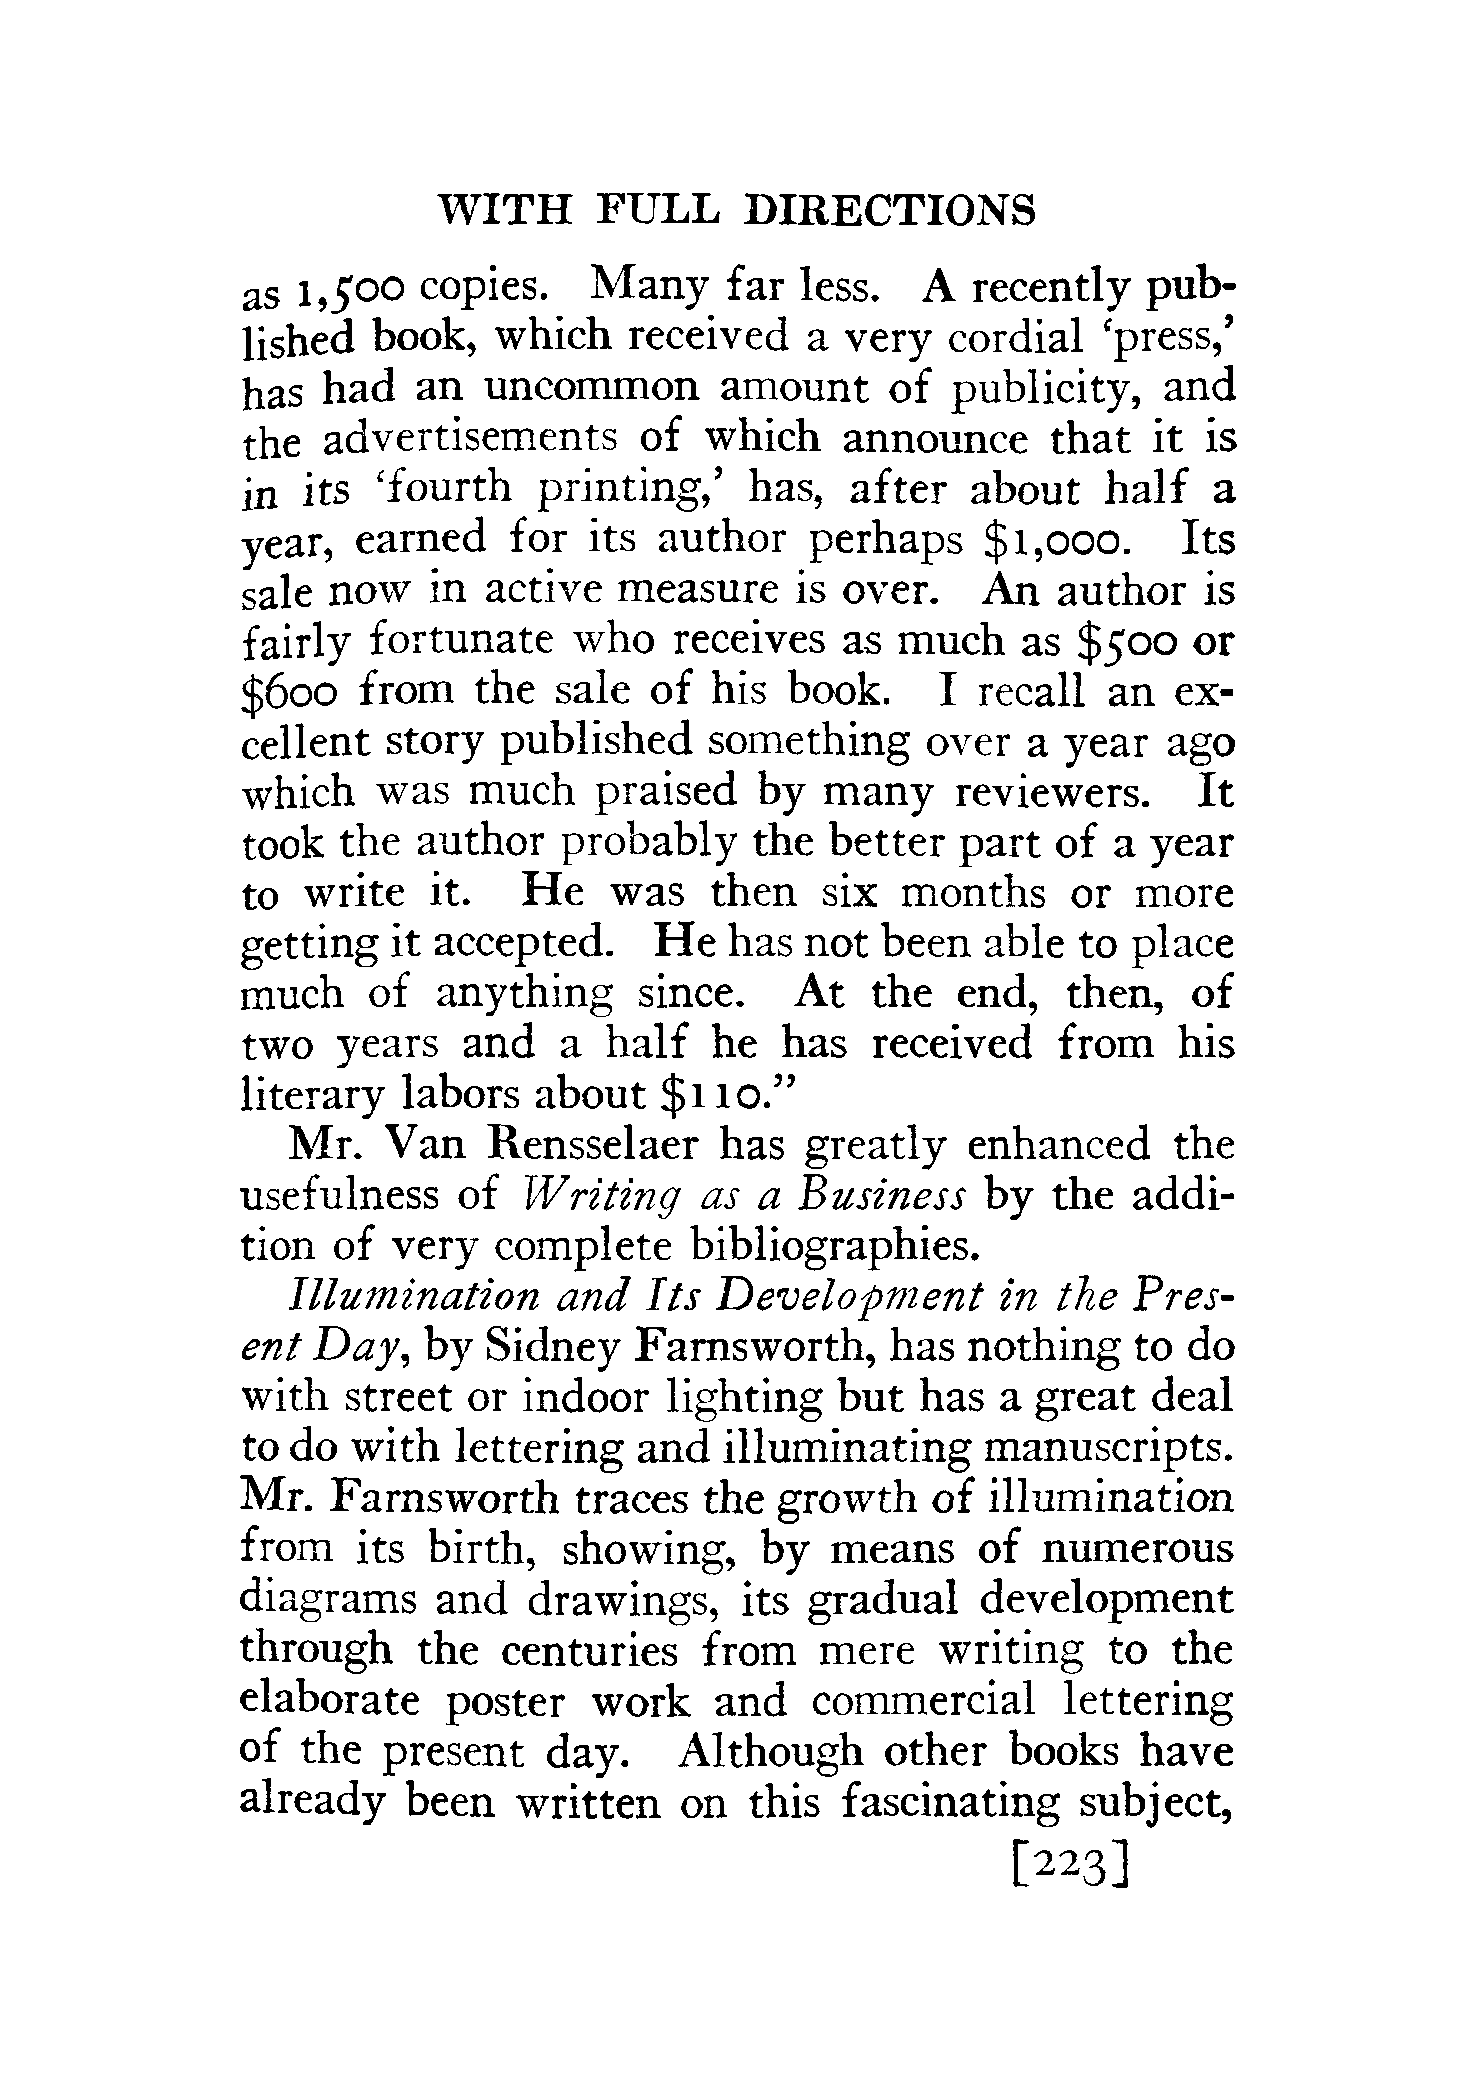 WITH FULL DIRECTIONS
as 1,500 copies. Many far less. A recently pub-
lished book, which received a very cordial ‘press,’
has had an uncommon amount of publicity, and
the advertisements of which announce that it is
in its ‘fourth printing,’ has, after about half a
year, earned for its author perhaps $1,000. Its
sale now in active measure is over. An author is
fairly fortunate who receives as much as $500 or
$600 from the sale of his book. I recall an ex-
cellent story published something over a year ago
which was much praised by many reviewers. It
took the author probably the better part of a year
to write it. He was then six months or more
getting it accepted. He has not been able to place
much of anything since. At the end, then, of
two years and a half he has received from his
literary labors about $110.”
Mr. Van Rensselaer has greatly enhanced the
usefulness of Writing as a Business by the addi-
tion of very complete bibliographies.
Illumination and Its Development in the Pres-
ent Day, by Sidney Farnsworth, has nothing to do
with street or indoor lighting but has a great deal
to do with lettering and illuminating manuscripts.
Mr. Farnsworth traces the growth of illumination
from its birth, showing, by means of numerous
diagrams and drawings, its gradual development
through the centuries from mere writing to the
elaborate poster work and commercial lettering
of the present day. Although other books have
already been written on this fascinating subject,
[223]